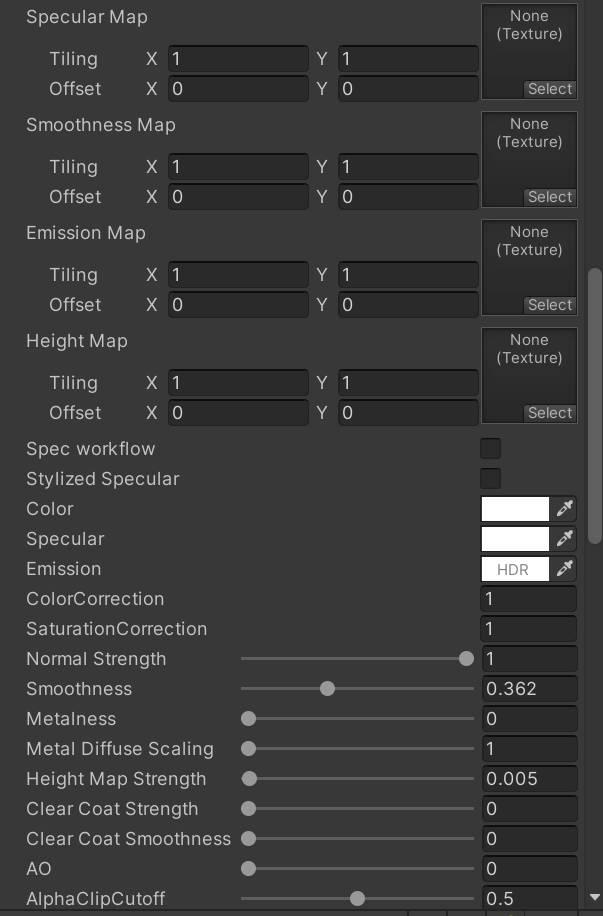 Specular Map
None
(Texture)
Tiling X 1 Y 1
Offset X 0 Y 0
Select
Smoothness Map
None
(Texture)
Tiling X 1 Y 1
Offset X 0 Y 0
Select
Emission Map
None
(Texture)
Tiling X 1 Y 1
Offset X 0 Y 0
Select
Height Map
None
(Texture)
Tiling X 1 Y 1
Offset X 0 Y 0
Select
Spec workflow
Stylized Specular
Color
Specular
Emission HDR
ColorCorrection 1
SaturationCorrection 1
Normal Strength 1
Smoothness 0.362
Metalness 0
Metal Diffuse Scaling 1
Height Map Strength 0.005
Clear Coat Strength 0
Clear Coat Smoothness 0
AO 0
AlphaClipCutoff 0.5